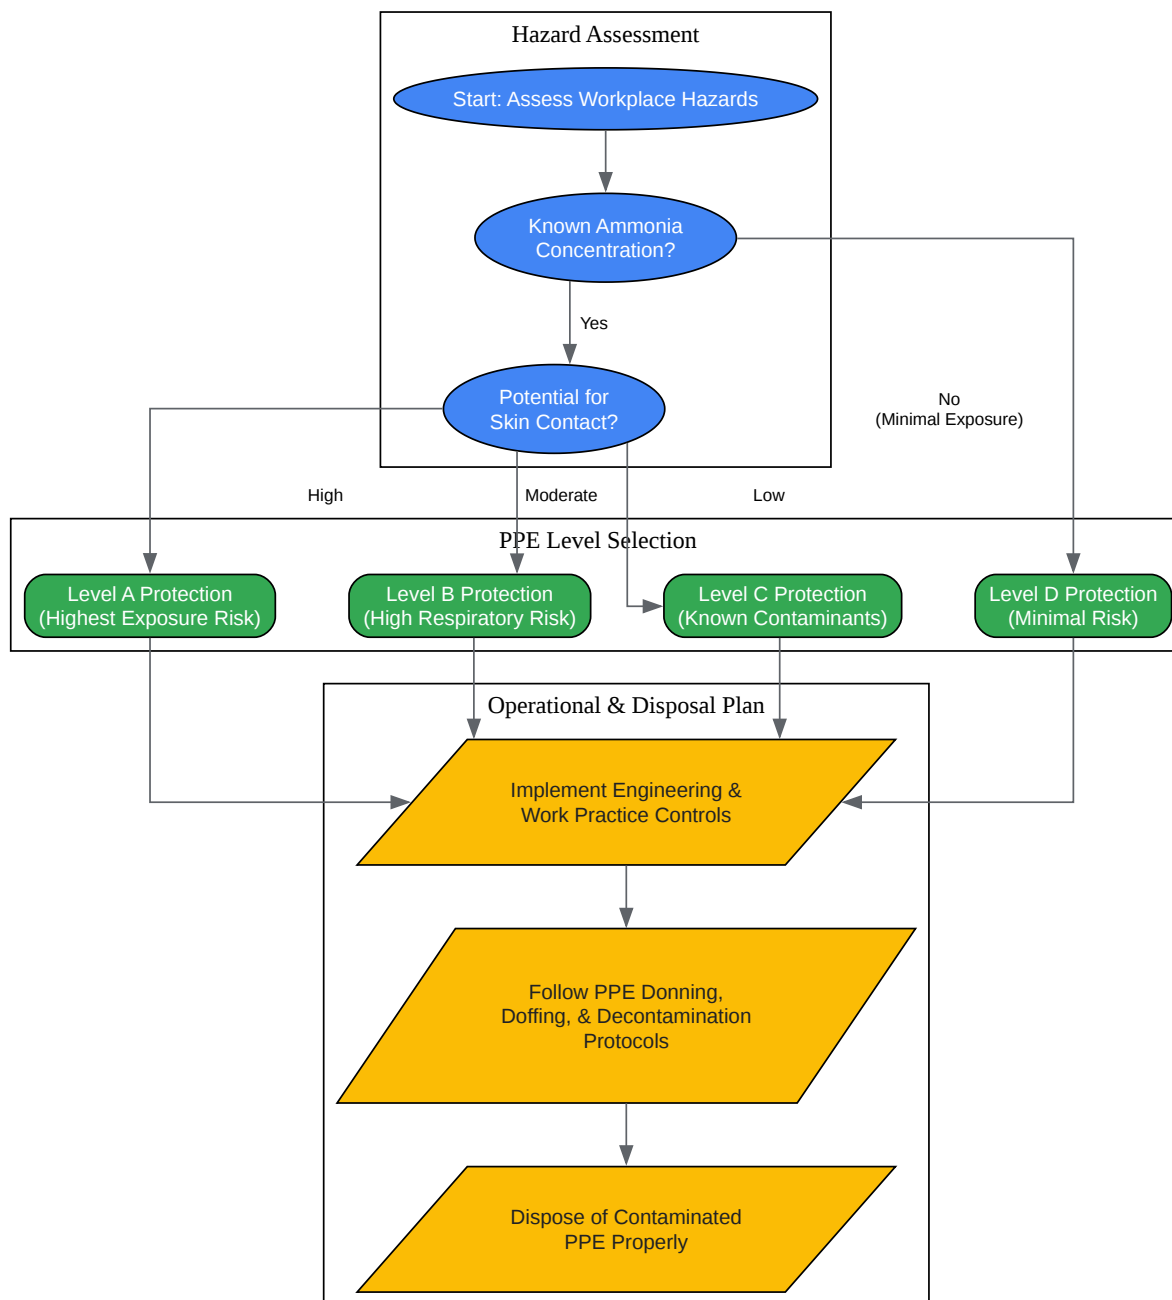 Hazard Assessment
Start: Assess Workplace Hazards
Known Ammonia
Concentration?
Yes
Potential for
Skin Contact?
No
(Minimal Exposure)
High
Moderate
Low
PPE Level Selection
Level A Protection
(Highest Exposure Risk)
Level B Protection
(High Respiratory Risk)
Level C Protection
(Known Contaminants)
Level D Protection
(Minimal Risk)
Operational & Disposal Plan
Implement Engineering &
Work Practice Controls
Follow PPE Donning,
Doffing, & Decontamination
Protocols
Dispose of Contaminated
PPE Properly